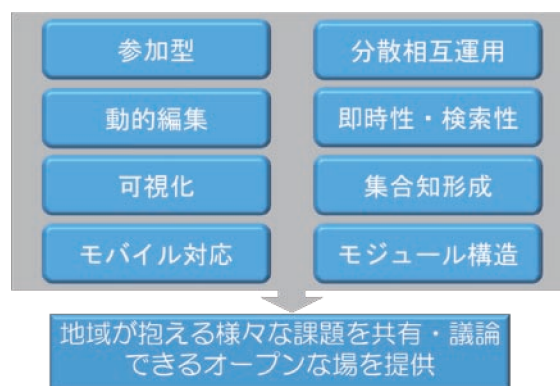 参加型
分散相互運用
動的編集
即時性・検索性
可視化
集合知形成
モバイル対応
モジュール構造
地域が抱える様々な課題を共有・議論
できるオープンな場を提供